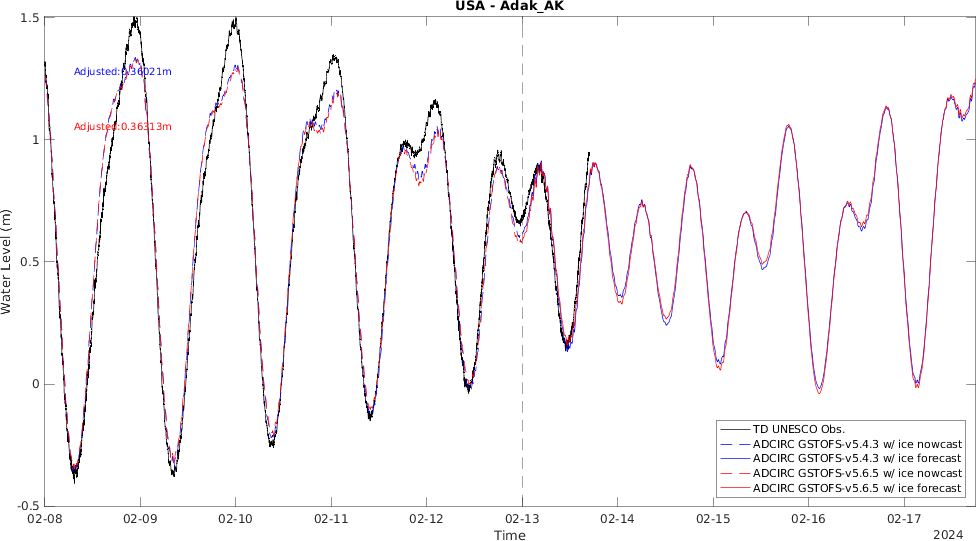 USA - Adak_AK
1.5
1
0.5
0
-0.5
Water Level (m)
Adjusted:0.36021m
Adjusted:0.36313m
TD UNESCO Obs.
ADCIRC GSTOFS-v5.4.3 w/ ice nowcast
ADCIRC GSTOFS-v5.4.3 w/ ice forecast
ADCIRC GSTOFS-v5.6.5 w/ ice nowcast
ADCIRC GSTOFS-v5.6.5 w/ ice forecast
02-08 02-09 02-10 02-11 02-12 02-13 02-14 02-15 02-16 02-17
Time
2024